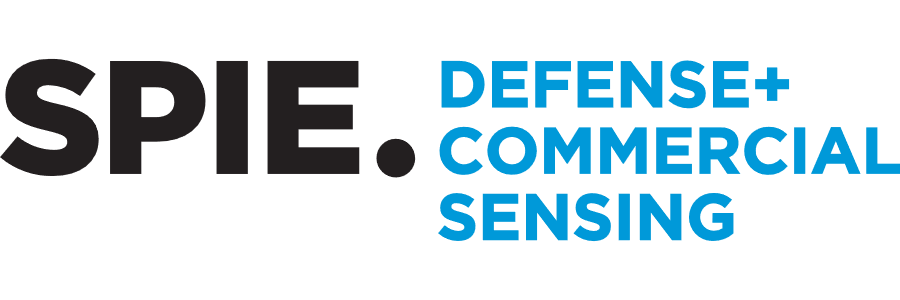 SPIE.
DEFENSE+
COMMERCIAL
SENSING